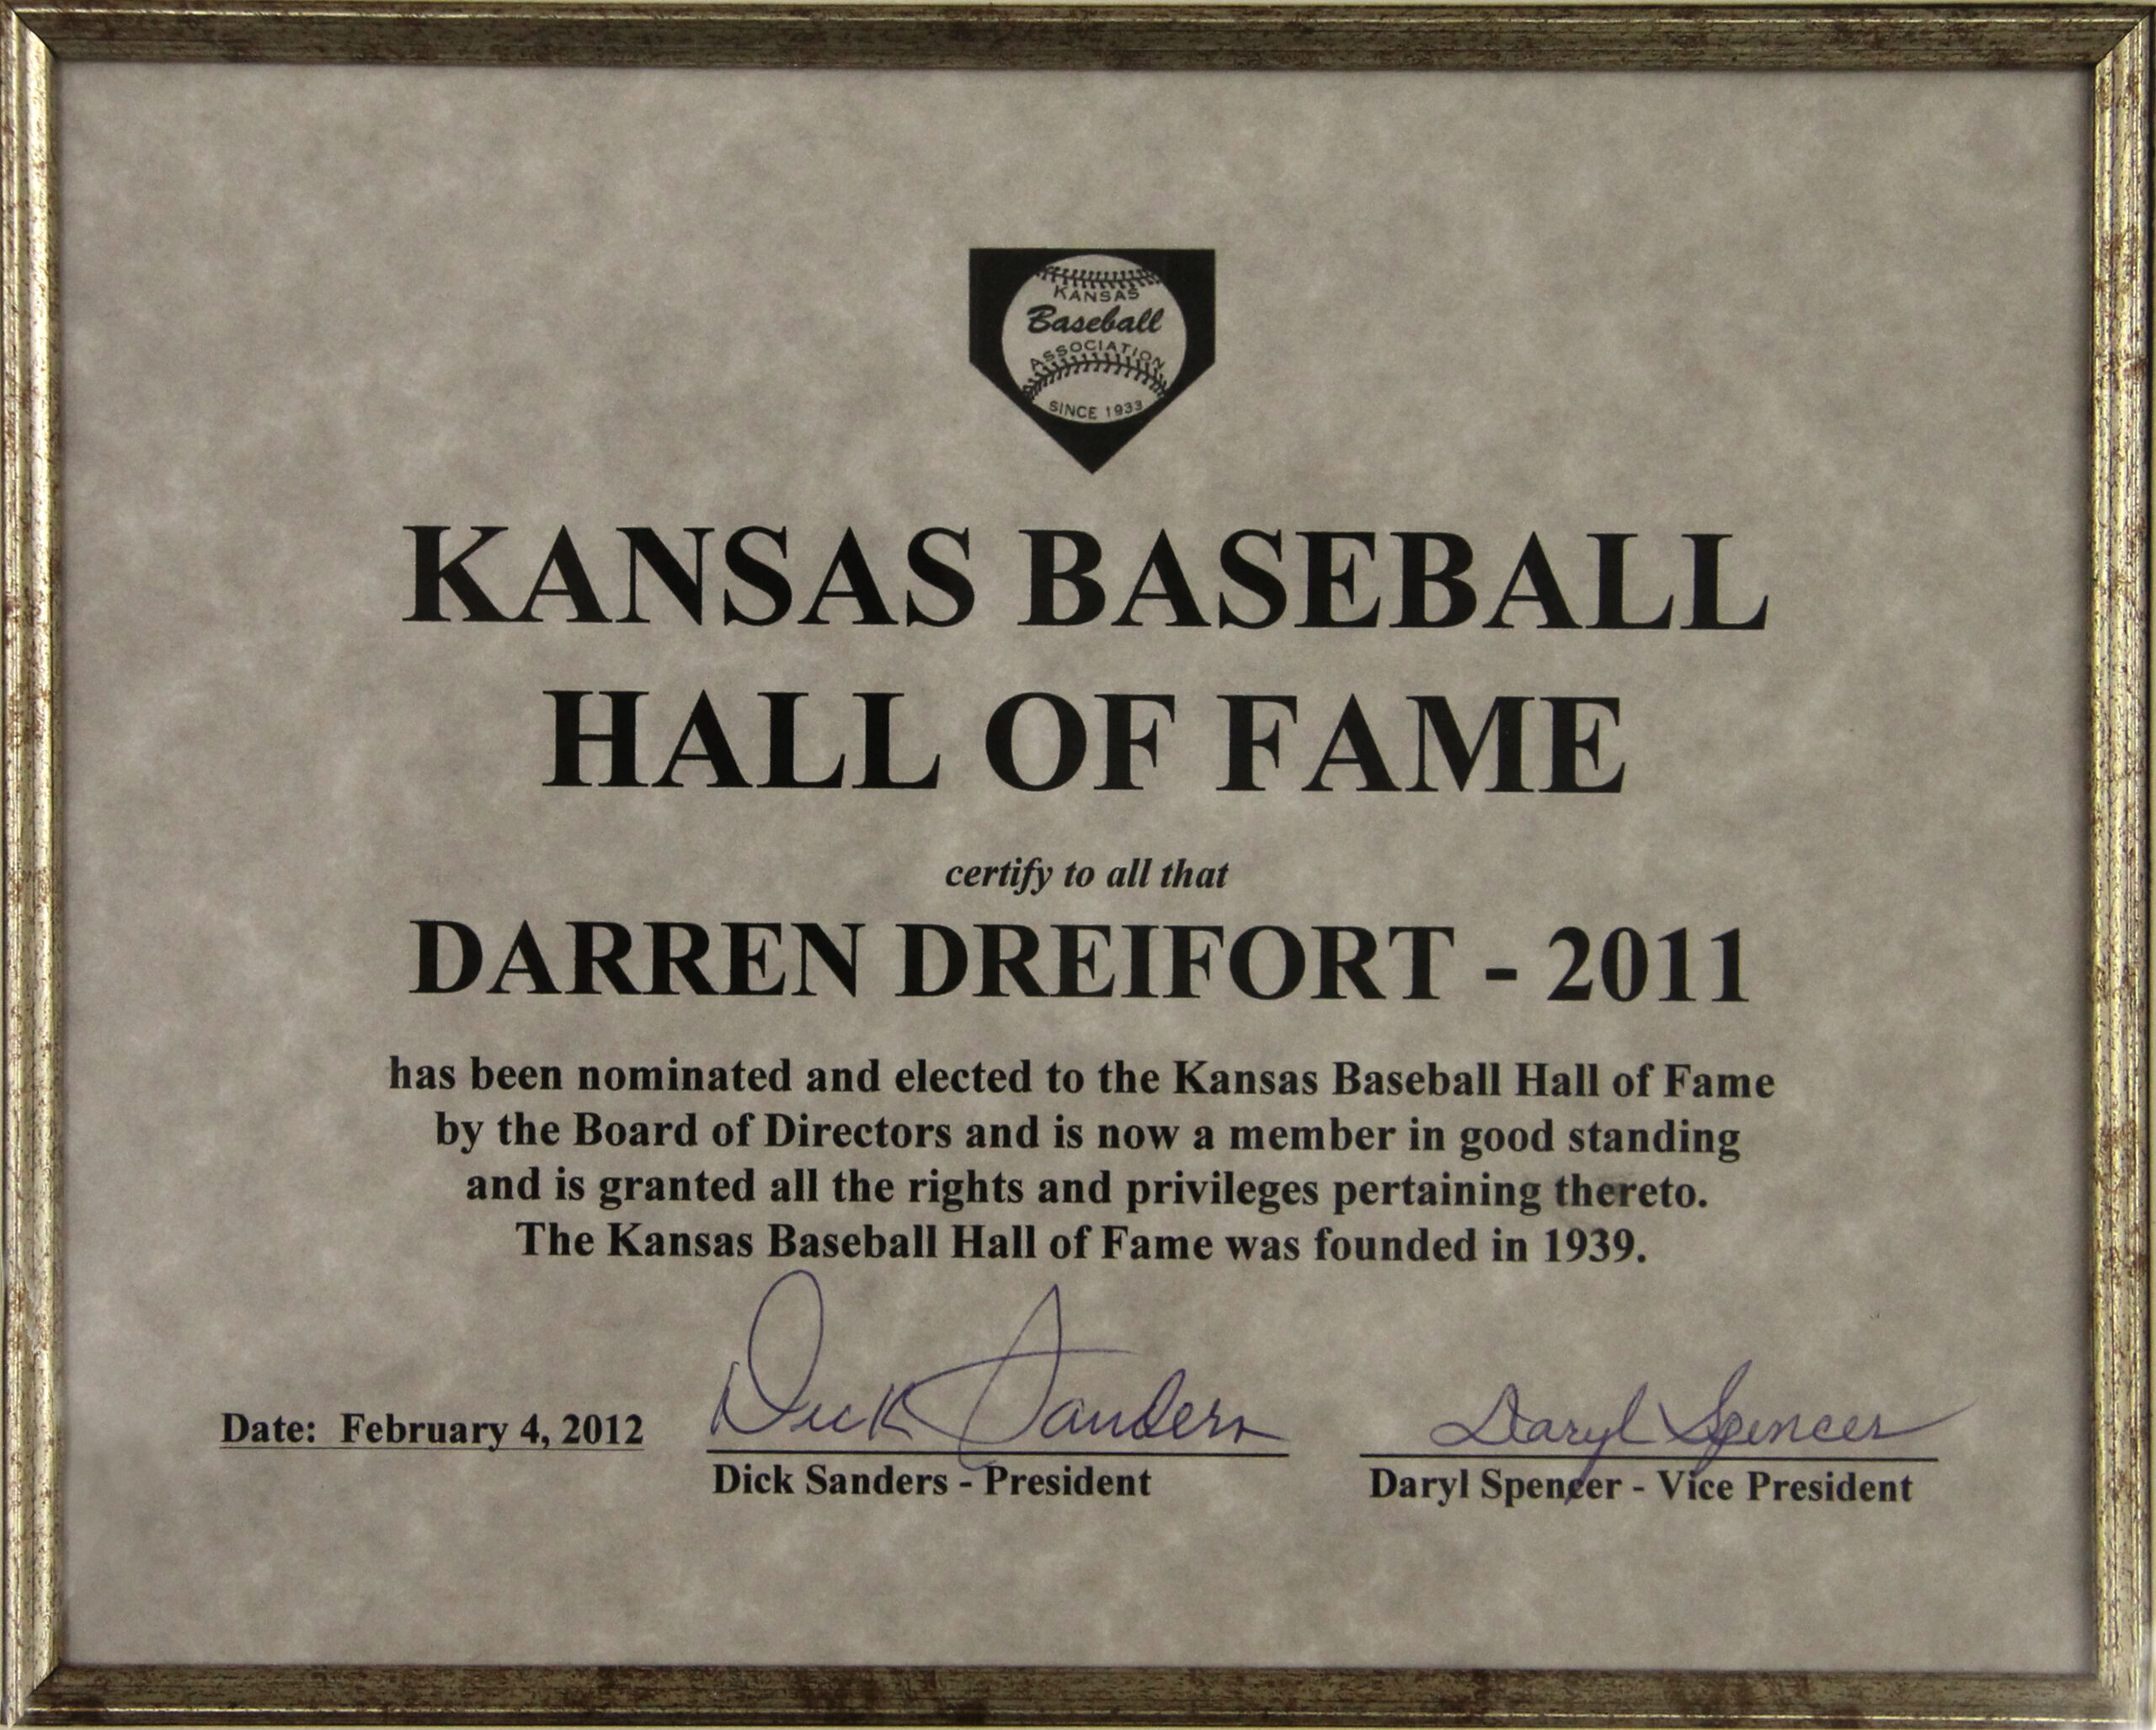 KANSAS
Baseball
ASSOCIATION
SINCE 1933
KANSAS BASEBALL
HALL OF FAME
certify to all that
DARREN DREIFORT - 2011
has been nominated and elected to the Kansas Baseball Hall of Fame
by the Board of Directors and is now a member in good standing
and is granted all the rights and privileges pertaining thereto.
The Kansas Baseball Hall of Fame was founded in 1939.
Dick Sanders
Daryl Spencer
Date: February 4, 2012
Dick Sanders - President
Daryl Spencer - Vice President